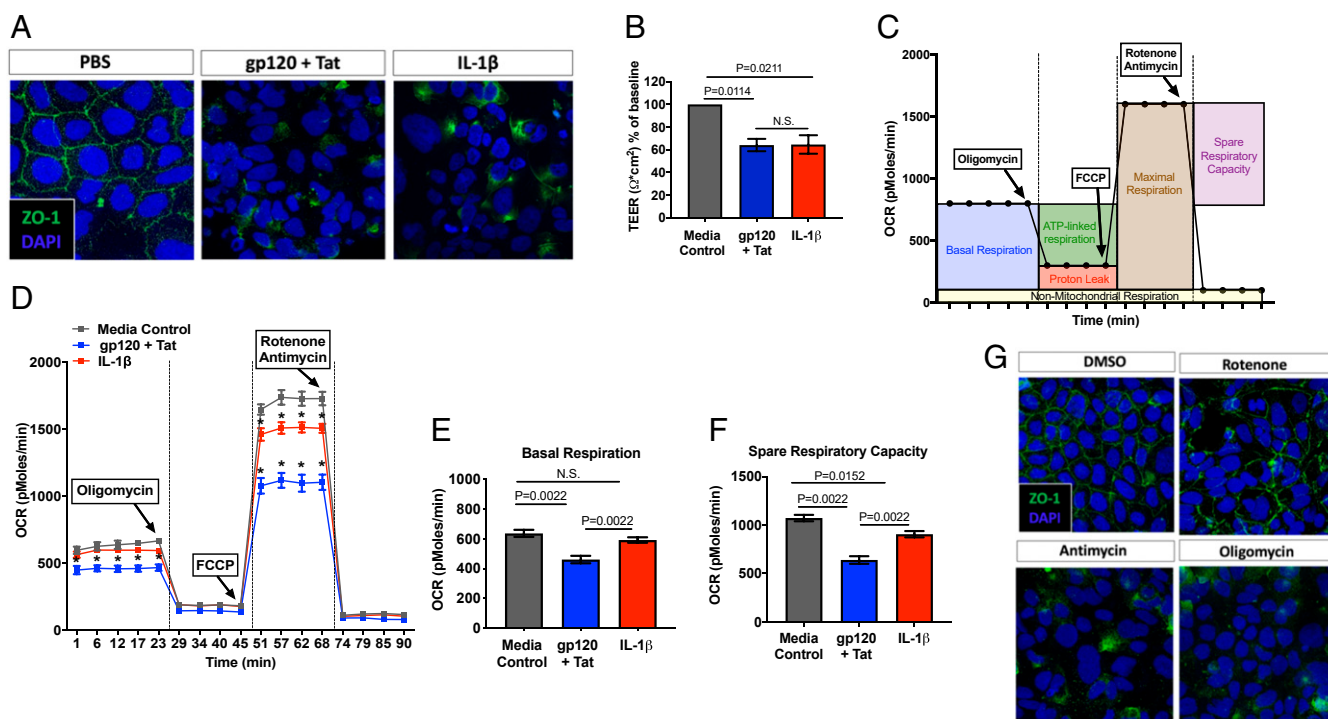 A
PBS
gp120 + Tat
IL-1β
ZO-1
DAPI
B
TEER (Ω*cm2) % of baseline
120
100
80
60
40
20
0
P=0.0211
P=0.0114
N.S.
Media
Control
gp120
+ Tat
IL-1β
C
OCR (pMoles/min)
2000
1500
1000
500
0
Oligomycin
FCCP
Rotenone
Antimycin
Basal Respiration
ATP-linked
respiration
Proton Leak
Maximal
Respiration
Spare
Respiratory
Capacity
Non-Mitochondrial Respiration
Time (min)
D
Media Control
gp120 + Tat
IL-1β
OCR (pMoles/min)
2000
1500
1000
500
0
Oligomycin
FCCP
Rotenone
Antimycin
* * * * *
* * * *
* * * *
1 6 12 17 23 29 34 40 45 51 57 62 68 74 79 85 90
Time (min)
E
Basal Respiration
OCR (pMoles/min)
1000
800
600
400
200
0
N.S.
P=0.0022
P=0.0022
Media
Control
gp120
+ Tat
IL-1β
F
Spare Respiratory Capacity
OCR (pMoles/min)
1500
1000
500
0
P=0.0152
P=0.0022
P=0.0022
Media
Control
gp120
+ Tat
IL-1β
G
DMSO
Rotenone
ZO-1
DAPI
Antimycin
Oligomycin